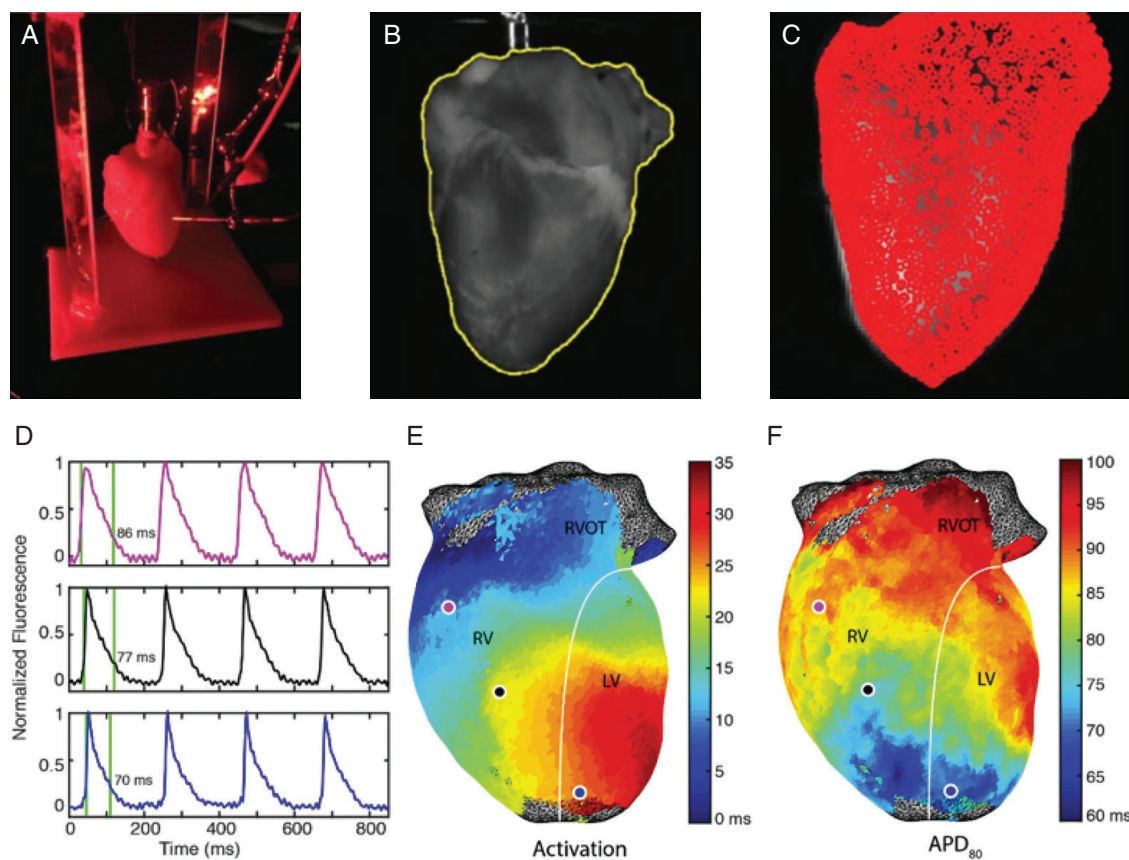 A
B
C
D
E
F
Normalized Fluorescence
1
0.5
0
86 ms
1
0.5
0
77 ms
1
0.5
0
70 ms
0 200 400 600 800
Time (ms)
RVOT
RV
LV
35
30
25
20
15
10
5
0 ms
Activation
RVOT
RV
LV
100
95
90
85
80
75
70
65
60 ms
APD80